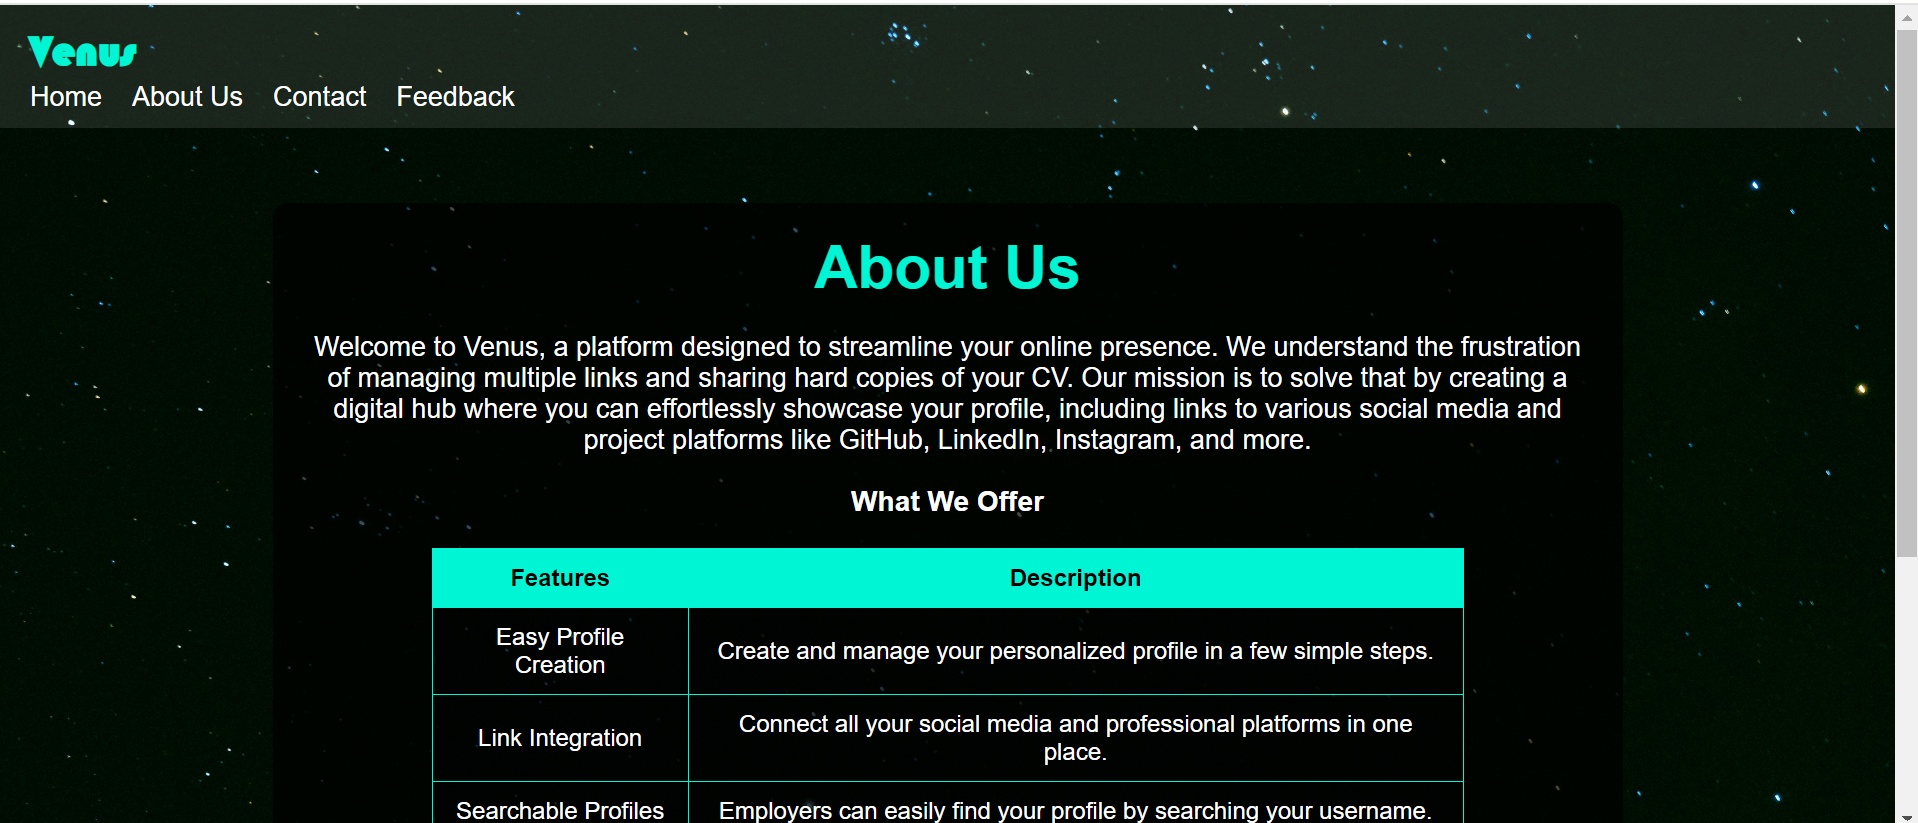 Venus
Home About Us Contact Feedback
About Us
Welcome to Venus, a platform designed to streamline your online presence. We understand the frustration
of managing multiple links and sharing hard copies of your CV. Our mission is to solve that by creating a
digital hub where you can effortlessly showcase your profile, including links to various social media and
project platforms like GitHub, LinkedIn, Instagram, and more.
What We Offer
Features Description
Easy Profile
Creation
Create and manage your personalized profile in a few simple steps.
Link Integration
Connect all your social media and professional platforms in one
place.
Searchable Profiles
Employers can easily find your profile by searching your username.